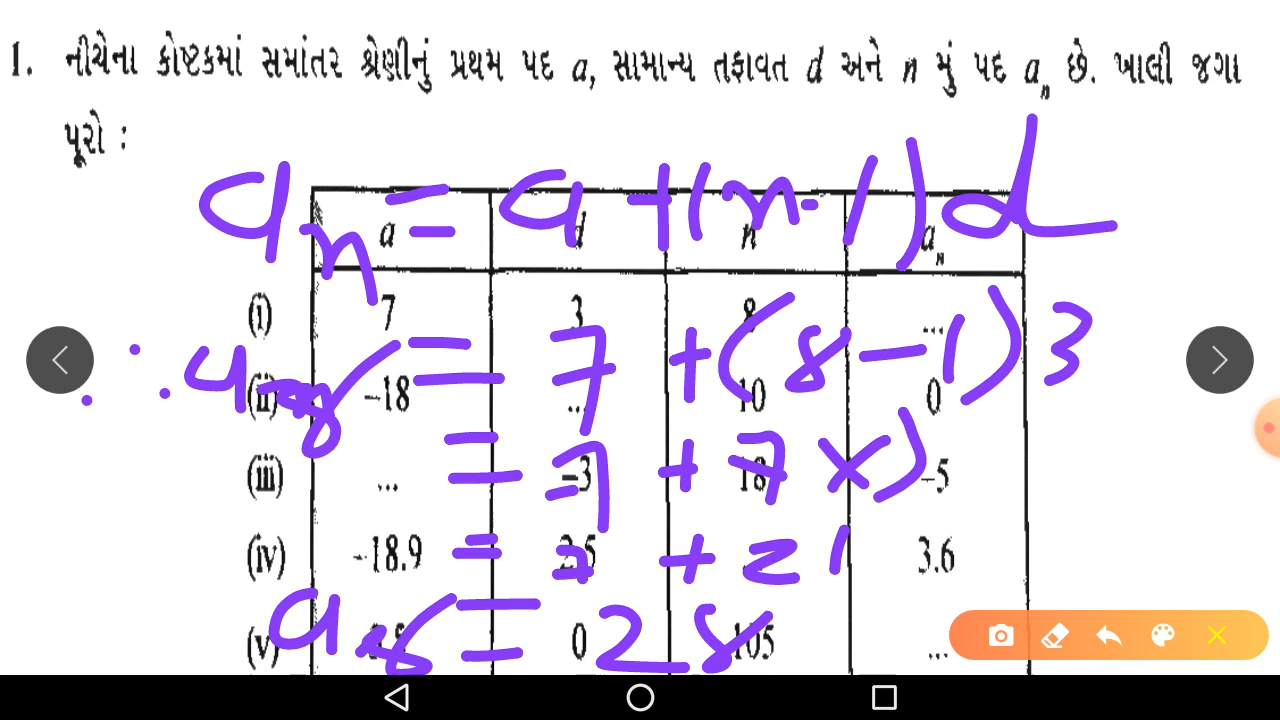 1. નીચેના કોષ્ટકમાં સમાંતર શ્રેણીનું પ્રથમ પદ a, સામાન્ય તફાવત d અને n મું પદ aₙ છે. ખાલી જગા
પૂરો :
aₙ = a + (n-1)d
a d n aₙ
(i) 7 3 8 ...
∴ a₈ = 7 + (8-1)3
(ii) -18 ... 10 0
= 7 + 7 ×
(iii) ... -3 18 -5
= 7 + 21
(iv) -18.9 2.5 3.6
a₈ = 28
(v) 0 105 ...